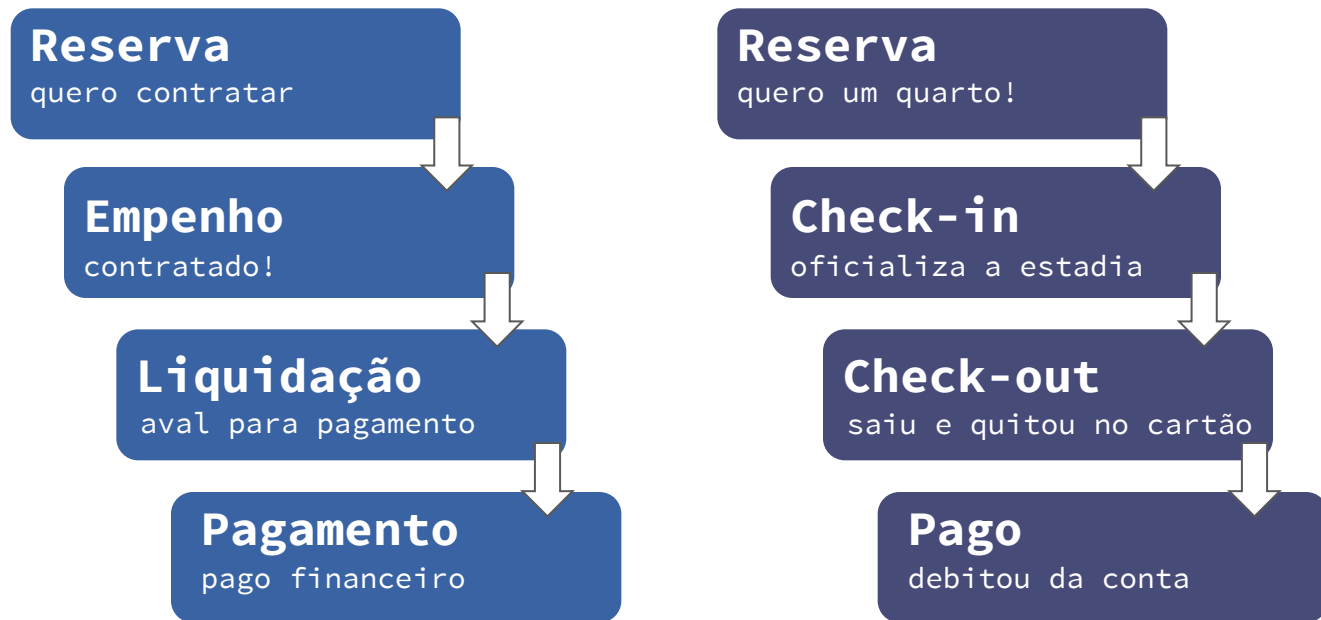 Reserva
quero contratar
Empenho
contratado!
Liquidação
aval para pagamento
Pagamento
pago financeiro
Reserva
quero um quarto!
Check-in
oficializa a estadia
Check-out
saiu e quitou no cartão
Pago
debitou da conta